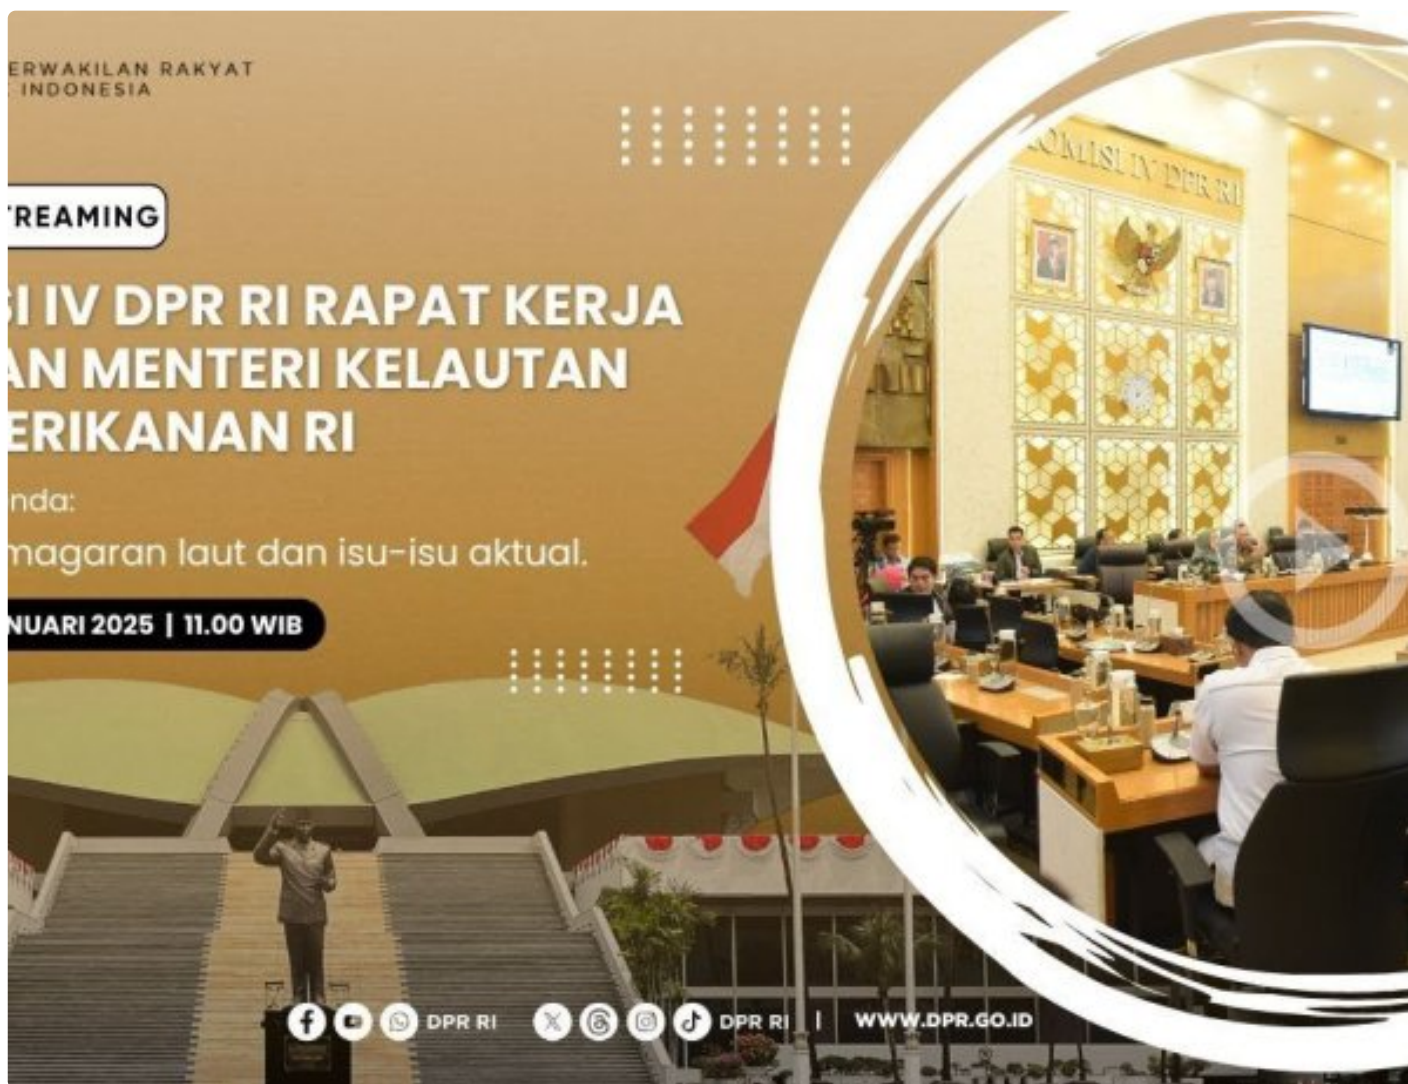 ERWAKILAN RAKYAT
INDONESIA
TREAMING
SI IV DPR RI RAPAT KERJA
AN MENTERI KELAUTAN
ERIKANAN RI
nda:
magaran laut dan isu-isu aktual.
NUARI 2025 | 11.00 WIB
KOMISI IV DPR RI
DPR RI
DPR RI | WWW.DPR.GO.ID